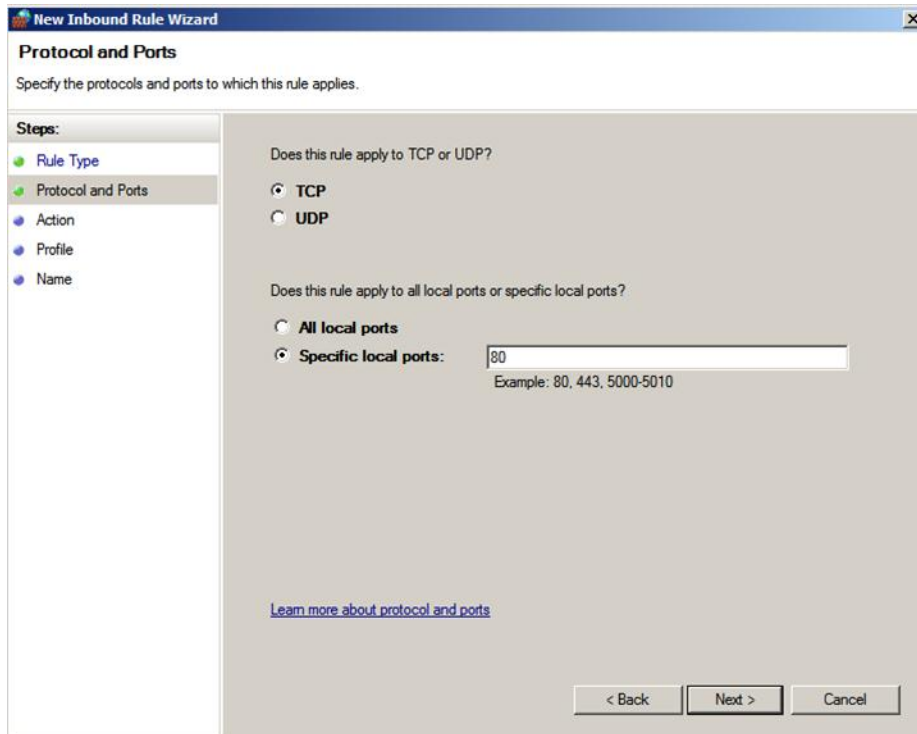 New Inbound Rule Wizard
Protocol and Ports
Specify the protocols and ports to which this rule applies.
Steps:
Rule Type
Protocol and Ports
Action
Profile
Name
Does this rule apply to TCP or UDP?
TCP
UDP
Does this rule apply to all local ports or specific local ports?
All local ports
Specific local ports: 80
Example: 80, 443, 5000-5010
Learn more about protocol and ports
< Back Next > Cancel